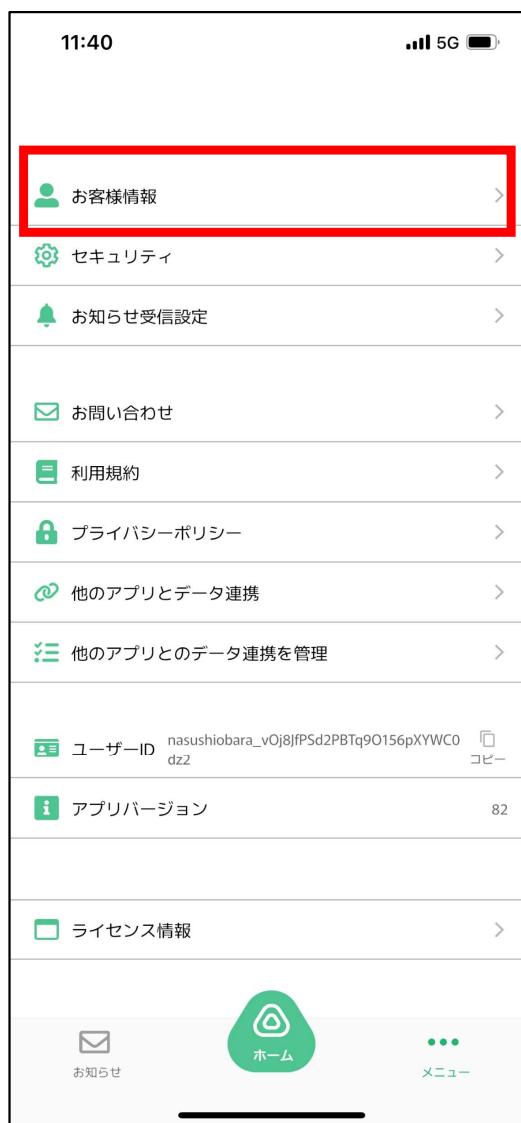 11:40 5G
お客様情報
セキュリティ
お知らせ受信設定
お問い合わせ
利用規約
プライバシーポリシー
他のアプリとデータ連携
他のアプリとのデータ連携を管理
ユーザーID nasushiobara_vOj8JfPSd2PBTq9O156pXYWC0
dz2 コピー
アプリバージョン 82
ライセンス情報
お知らせ ホーム メニュー